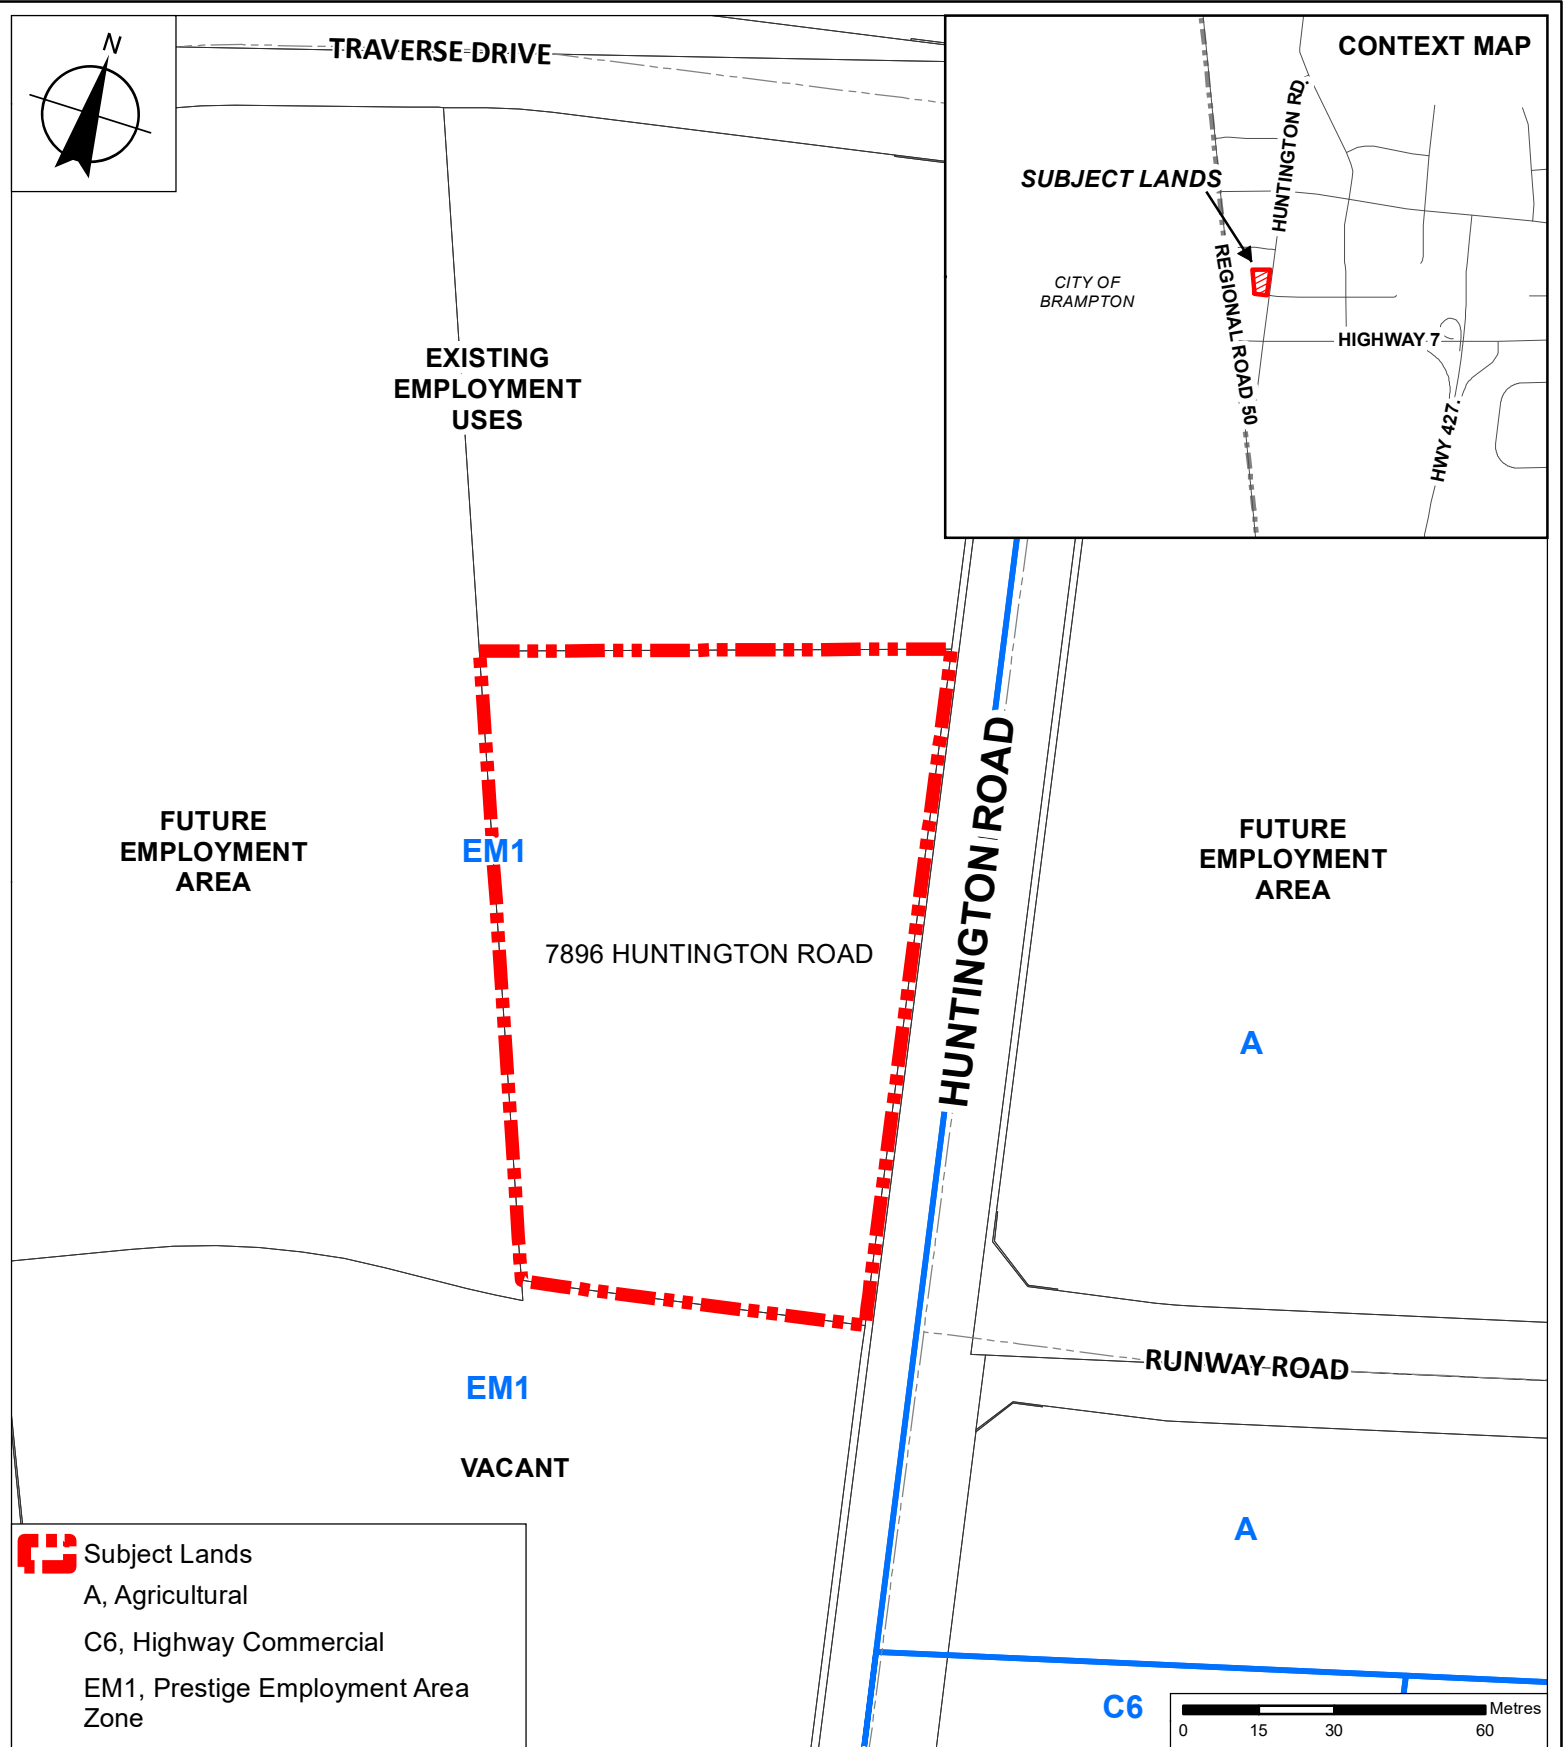 N
TRAVERSE DRIVE
CONTEXT MAP
HUNTINGTON RD.
SUBJECT LANDS
REGIONAL ROAD 50
CITY OF
BRAMPTON
HIGHWAY 7
HWY 427.
EXISTING
EMPLOYMENT
USES
HUNTINGTON ROAD
FUTURE
EMPLOYMENT
AREA
EM1
FUTURE
EMPLOYMENT
AREA
7896 HUNTINGTON ROAD
A
RUNWAY ROAD
EM1
VACANT
A
Subject Lands
A, Agricultural
C6, Highway Commercial
EM1, Prestige Employment Area
Zone
C6
Metres
0 15 30 60